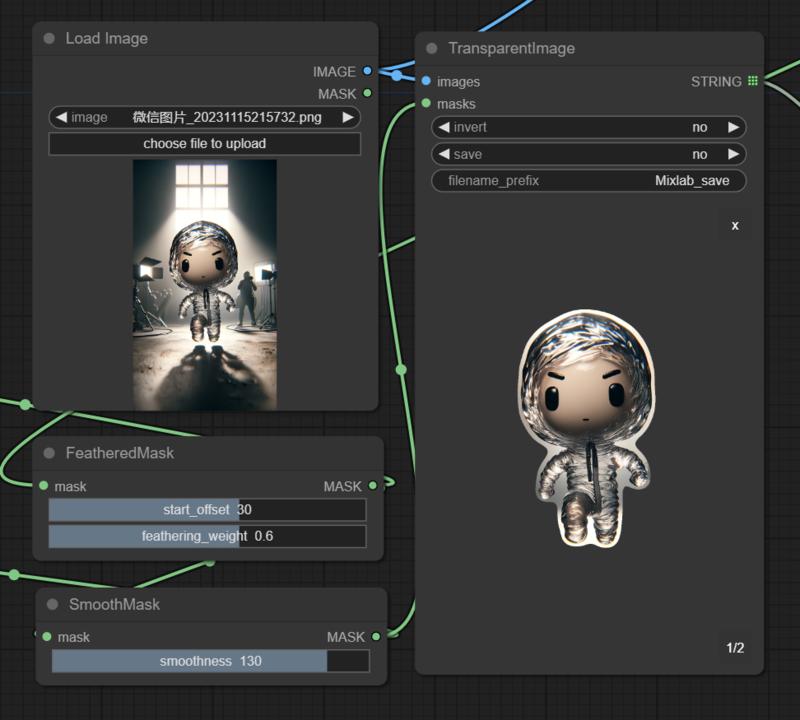 Load Image
IMAGE
MASK
image 微信图片_20231115215732.png
choose file to upload
FeatheredMask
mask MASK
start_offset 30
feathering_weight 0.6
SmoothMask
mask MASK
smoothness 130
TransparentImage
images STRING
masks
invert no
save no
filename_prefix Mixlab_save
x
1/2